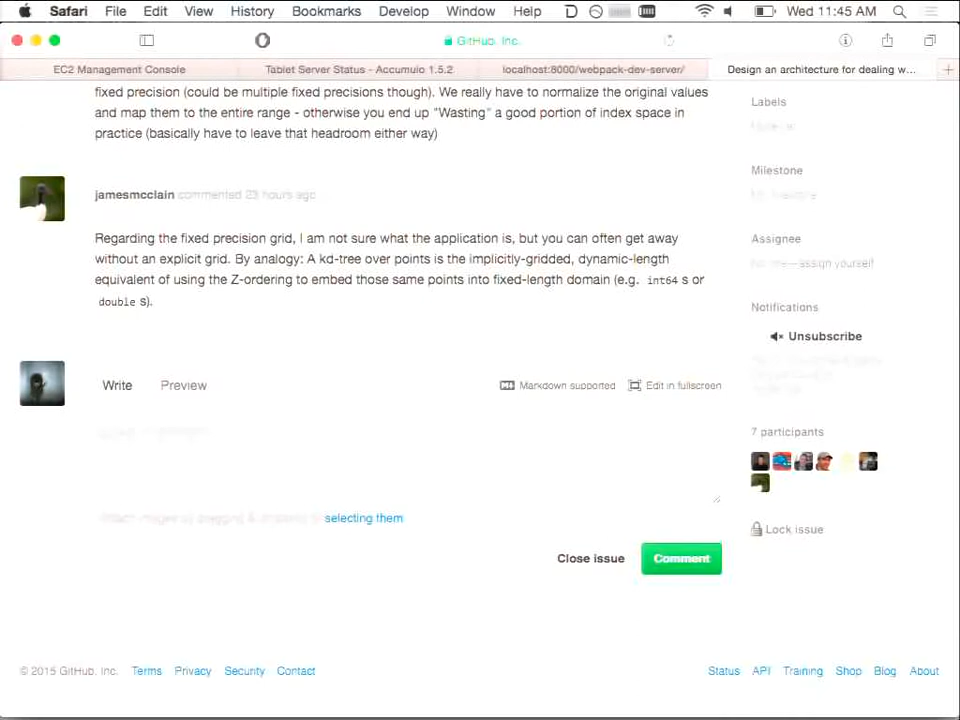 Safari File Edit View History Bookmarks Develop Window Help Wed 11:45 AM
GitHub, Inc.
EC2 Management Console Tablet Server Status - Accumulo 1.5.2 localhost:8000/webpack-dev-server/ Design an architecture for dealing w...
fixed precision (could be multiple fixed precisions though). We really have to normalize the original values
and map them to the entire range - otherwise you end up "Wasting" a good portion of index space in
practice (basically have to leave that headroom either way)
jamesmcclain commented 23 hours ago
Regarding the fixed precision grid, I am not sure what the application is, but you can often get away
without an explicit grid. By analogy: A kd-tree over points is the implicitly-gridded, dynamic-length
equivalent of using the Z-ordering to embed those same points into fixed-length domain (e.g. int64 s or
double s).
Write Preview Markdown supported Edit in fullscreen
selecting them
Close issue Comment
Labels
Milestone
Assignee
assign yourself
Notifications
Unsubscribe
7 participants
Lock issue
© 2015 GitHub, Inc. Terms Privacy Security Contact Status API Training Shop Blog About